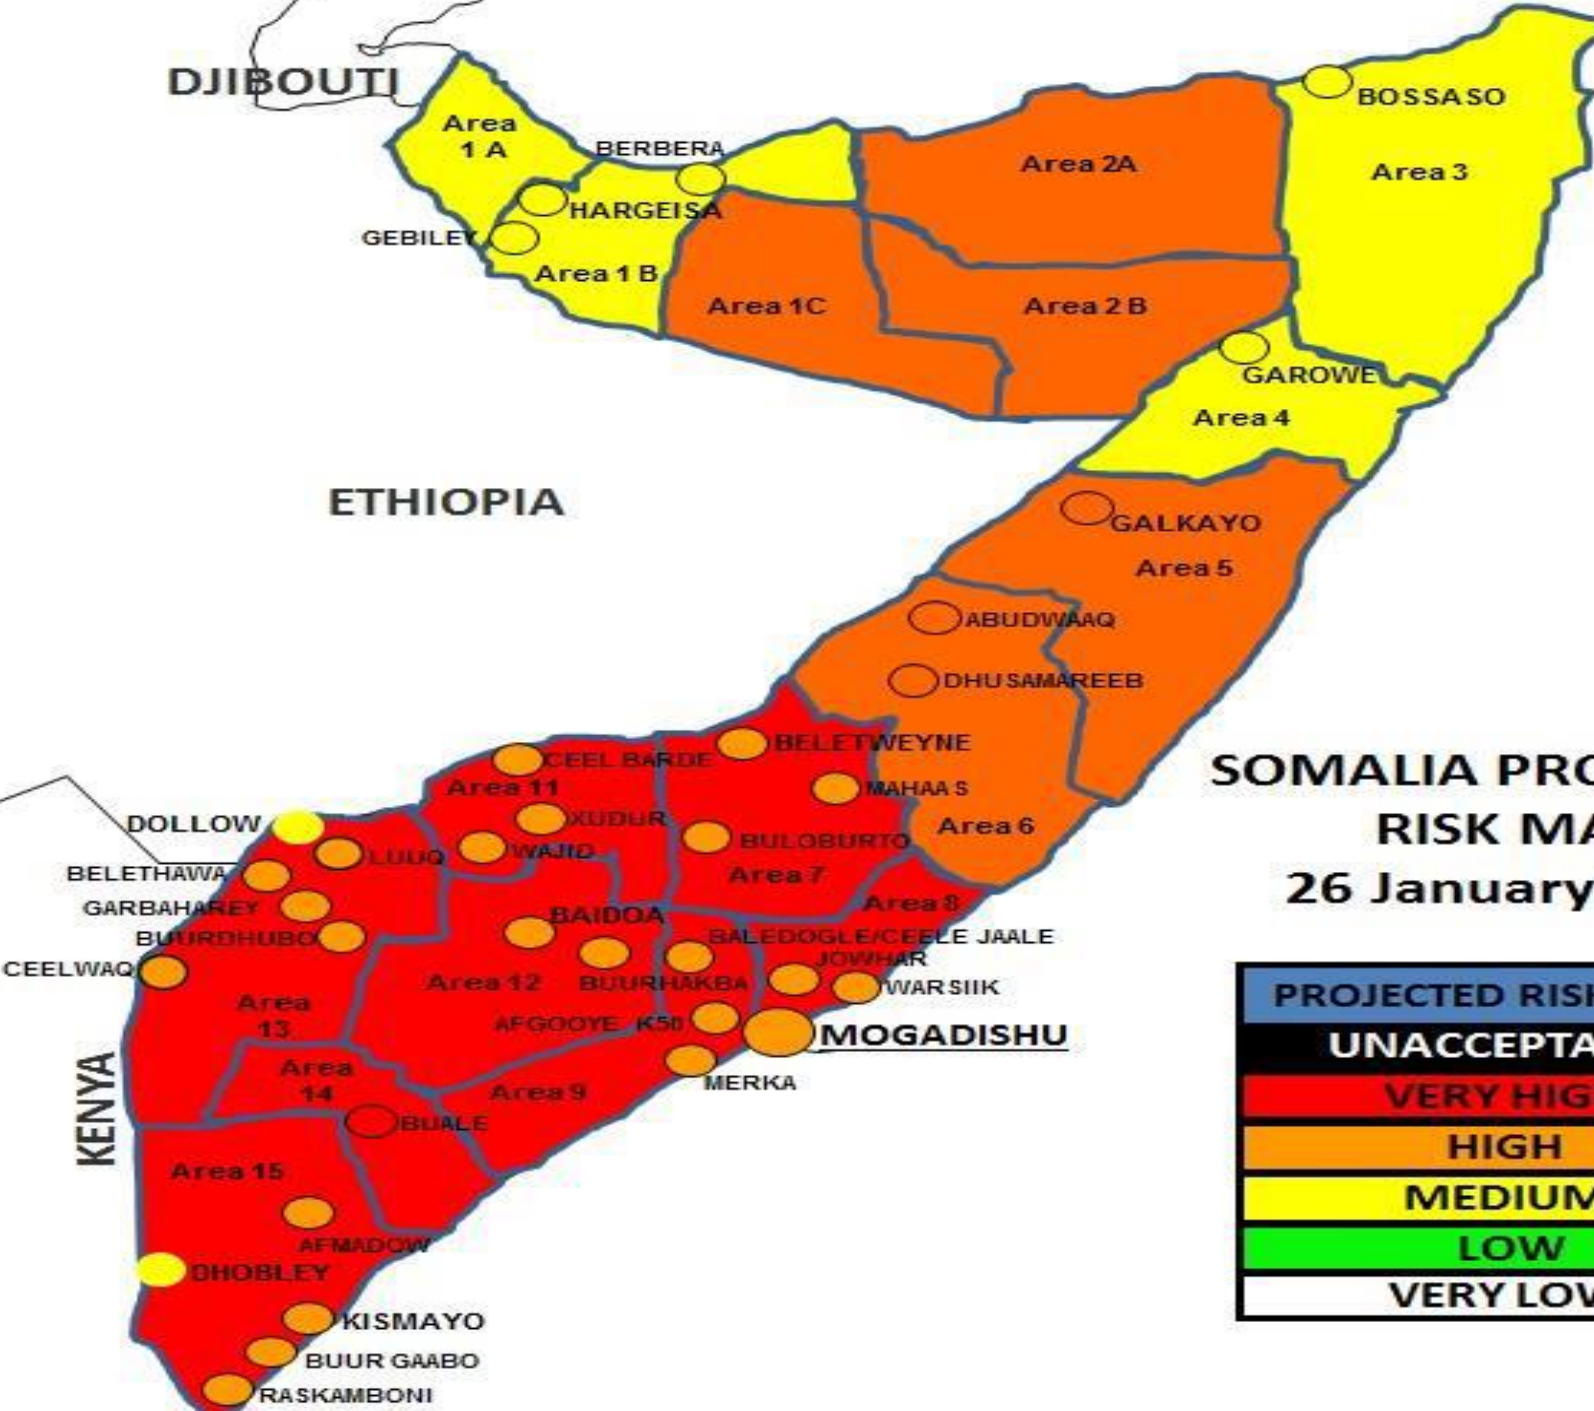 DJIBOUTI
Area
1 A
BERBERA
HARGEISA
GEBILEY
Area 1 B
Area 1C
Area 2A
Area 2 B
BOSSASO
Area 3
GAROWE
Area 4
ETHIOPIA
GALKAYO
Area 5
ABUDWAAQ
DHUSAMAREEB
BELETWEYNE
CEEL BARDE
Area 11
MAHAAS
XUDUR
DOLLOW
LUUQ
WAJID
BULOBURTO
Area 6
BELETHAWA
Area 7
GARBAHAREY
Area 8
BAIDOA
BUURDHUBO
BALEDOGLE/CEELE JAALE
JOWHAR
CEELWAQ
Area 12
BUURHAKBA
WARSIIK
Area
13
AFGOOYE K50
MOGADISHU
KENYA
Area
14
MERKA
Area 9
BUALE
Area 15
AFMADOW
DHOBLEY
KISMAYO
BUUR GAABO
RASKAMBONI
SOMALIA PRO
RISK MA
26 January
PROJECTED RISK
UNACCEPTA
VERY HIG
HIGH
MEDIUM
LOW
VERY LOW